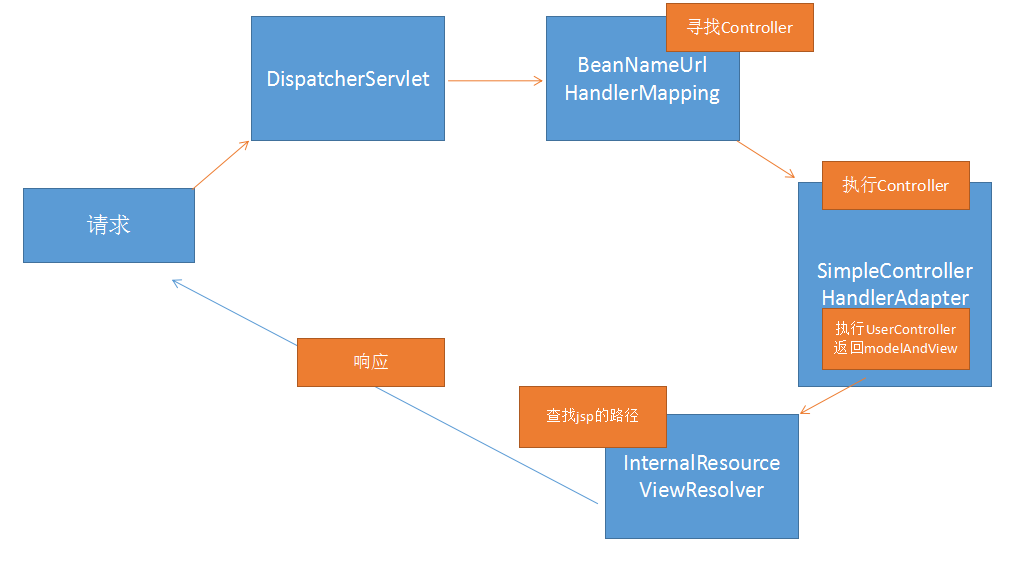 寻找Controller
DispatcherServlet
BeanNameUrl
HandlerMapping
执行Controller
请求
SimpleController
HandlerAdapter
执行UserController
返回modelAndView
响应
查找jsp的路径
InternalResource
ViewResolver